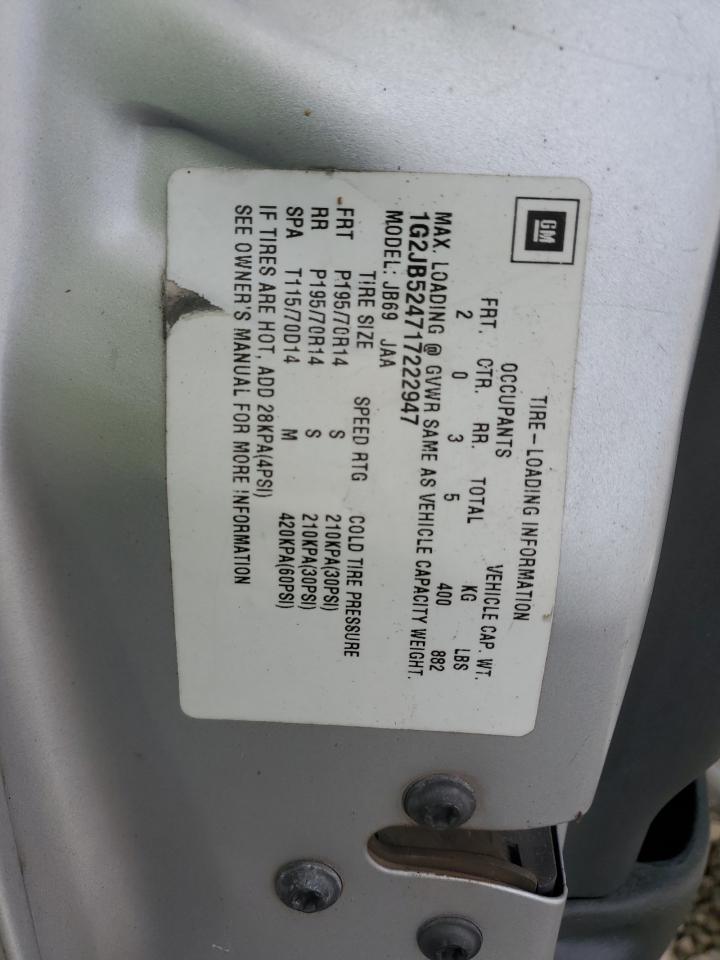 GM
TIRE-LOADING INFORMATION
OCCUPANTS VEHICLE CAP. WT.
FRT. CTR. RR. TOTAL KG LBS
2 0 3 5 400 882
MAX. LOADING @ GVWR SAME AS VEHICLE CAPACITY WEIGHT.
1G2JB524717222947
MODEL: JB69 JAA
TIRE SIZE SPEED RTG COLD TIRE PRESSURE
FRT P195/70R14 S 210KPA(30PSI)
RR P195/70R14 S 210KPA(30PSI)
SPA T115/70D14 M 420KPA(60PSI)
IF TIRES ARE HOT, ADD 28KPA(4PSI)
SEE OWNER'S MANUAL FOR MORE INFORMATION